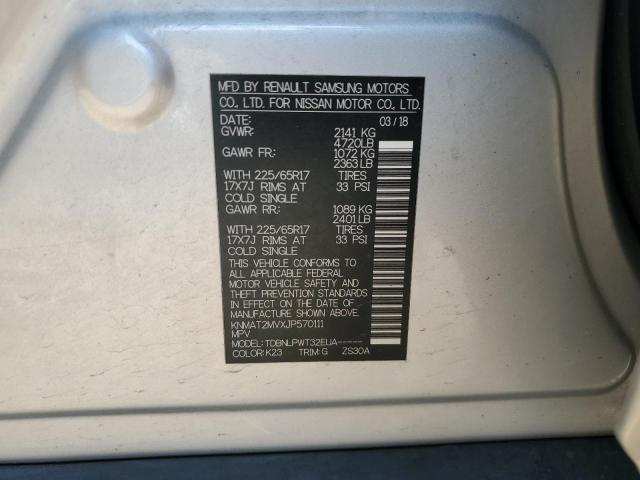 MFD BY RENAULT SAMSUNG MOTORS
CO., LTD. FOR NISSAN MOTOR CO., LTD.
DATE: 03/18
GVWR: 2141 KG
4720LB
GAWR FR: 1072 KG
2363 LB
WITH 225/65R17 TIRES
17X7J RIMS AT 33 PSI
COLD SINGLE
GAWR RR: 1089 KG
2401 LB
WITH 225/65R17 TIRES
17X7J RIMS AT 33 PSI
COLD SINGLE
THIS VEHICLE CONFORMS TO
ALL APPLICABLE FEDERAL
MOTOR VEHICLE SAFETY AND
THEFT PREVENTION STANDARDS
IN EFFECT ON THE DATE OF
MANUFACTURE SHOWN ABOVE.
KNMAT2MVXJP570111
MPV
MODEL: TDBNLPWT32EUA-----
COLOR: K23 TRIM: G ZS30A